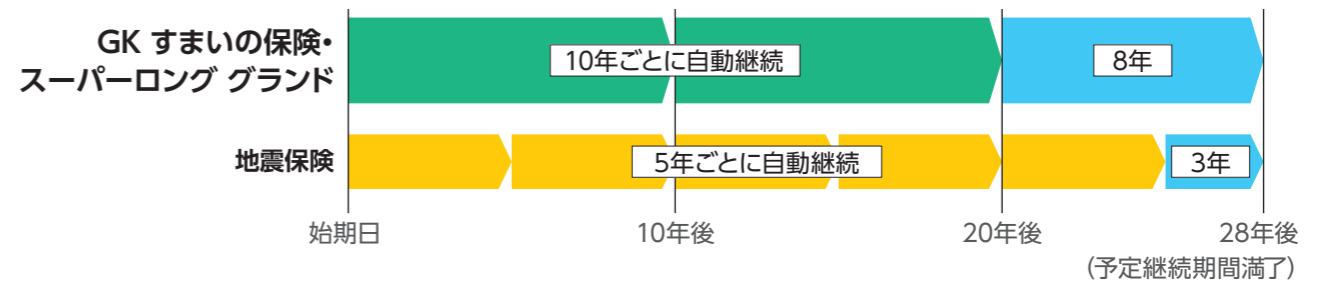 GK すまいの保険・
スーパーロング グランド
10年ごとに自動継続
8年
地震保険
5年ごとに自動継続
3年
始期日
10年後
20年後
28年後
（予定継続期間満了）